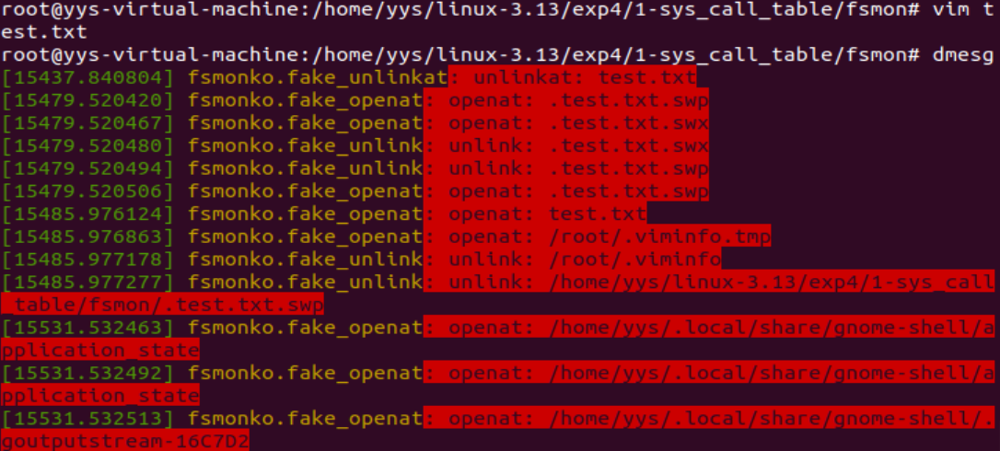 root@yys-virtual-machine:/home/yys/linux-3.13/exp4/1-sys_call_table/fsmon# vim t
est.txt
root@yys-virtual-machine:/home/yys/linux-3.13/exp4/1-sys_call_table/fsmon# dmesg
[15437.840804] fsmonko.fake_unlinkat: unlinkat: test.txt
[15479.520420] fsmonko.fake_openat: openat: .test.txt.swp
[15479.520467] fsmonko.fake_openat: openat: .test.txt.swx
[15479.520480] fsmonko.fake_unlink: unlink: .test.txt.swx
[15479.520494] fsmonko.fake_unlink: unlink: .test.txt.swp
[15479.520506] fsmonko.fake_openat: openat: .test.txt.swp
[15485.976124] fsmonko.fake_openat: openat: test.txt
[15485.976863] fsmonko.fake_openat: openat: /root/.viminfo.tmp
[15485.977178] fsmonko.fake_unlink: unlink: /root/.viminfo
[15485.977277] fsmonko.fake_unlink: unlink: /home/yys/linux-3.13/exp4/1-sys_call
_table/fsmon/.test.txt.swp
[15531.532463] fsmonko.fake_openat: openat: /home/yys/.local/share/gnome-shell/a
pplication_state
[15531.532492] fsmonko.fake_openat: openat: /home/yys/.local/share/gnome-shell/a
pplication_state
[15531.532513] fsmonko.fake_openat: openat: /home/yys/.local/share/gnome-shell/.
goutputstream-16C7D2